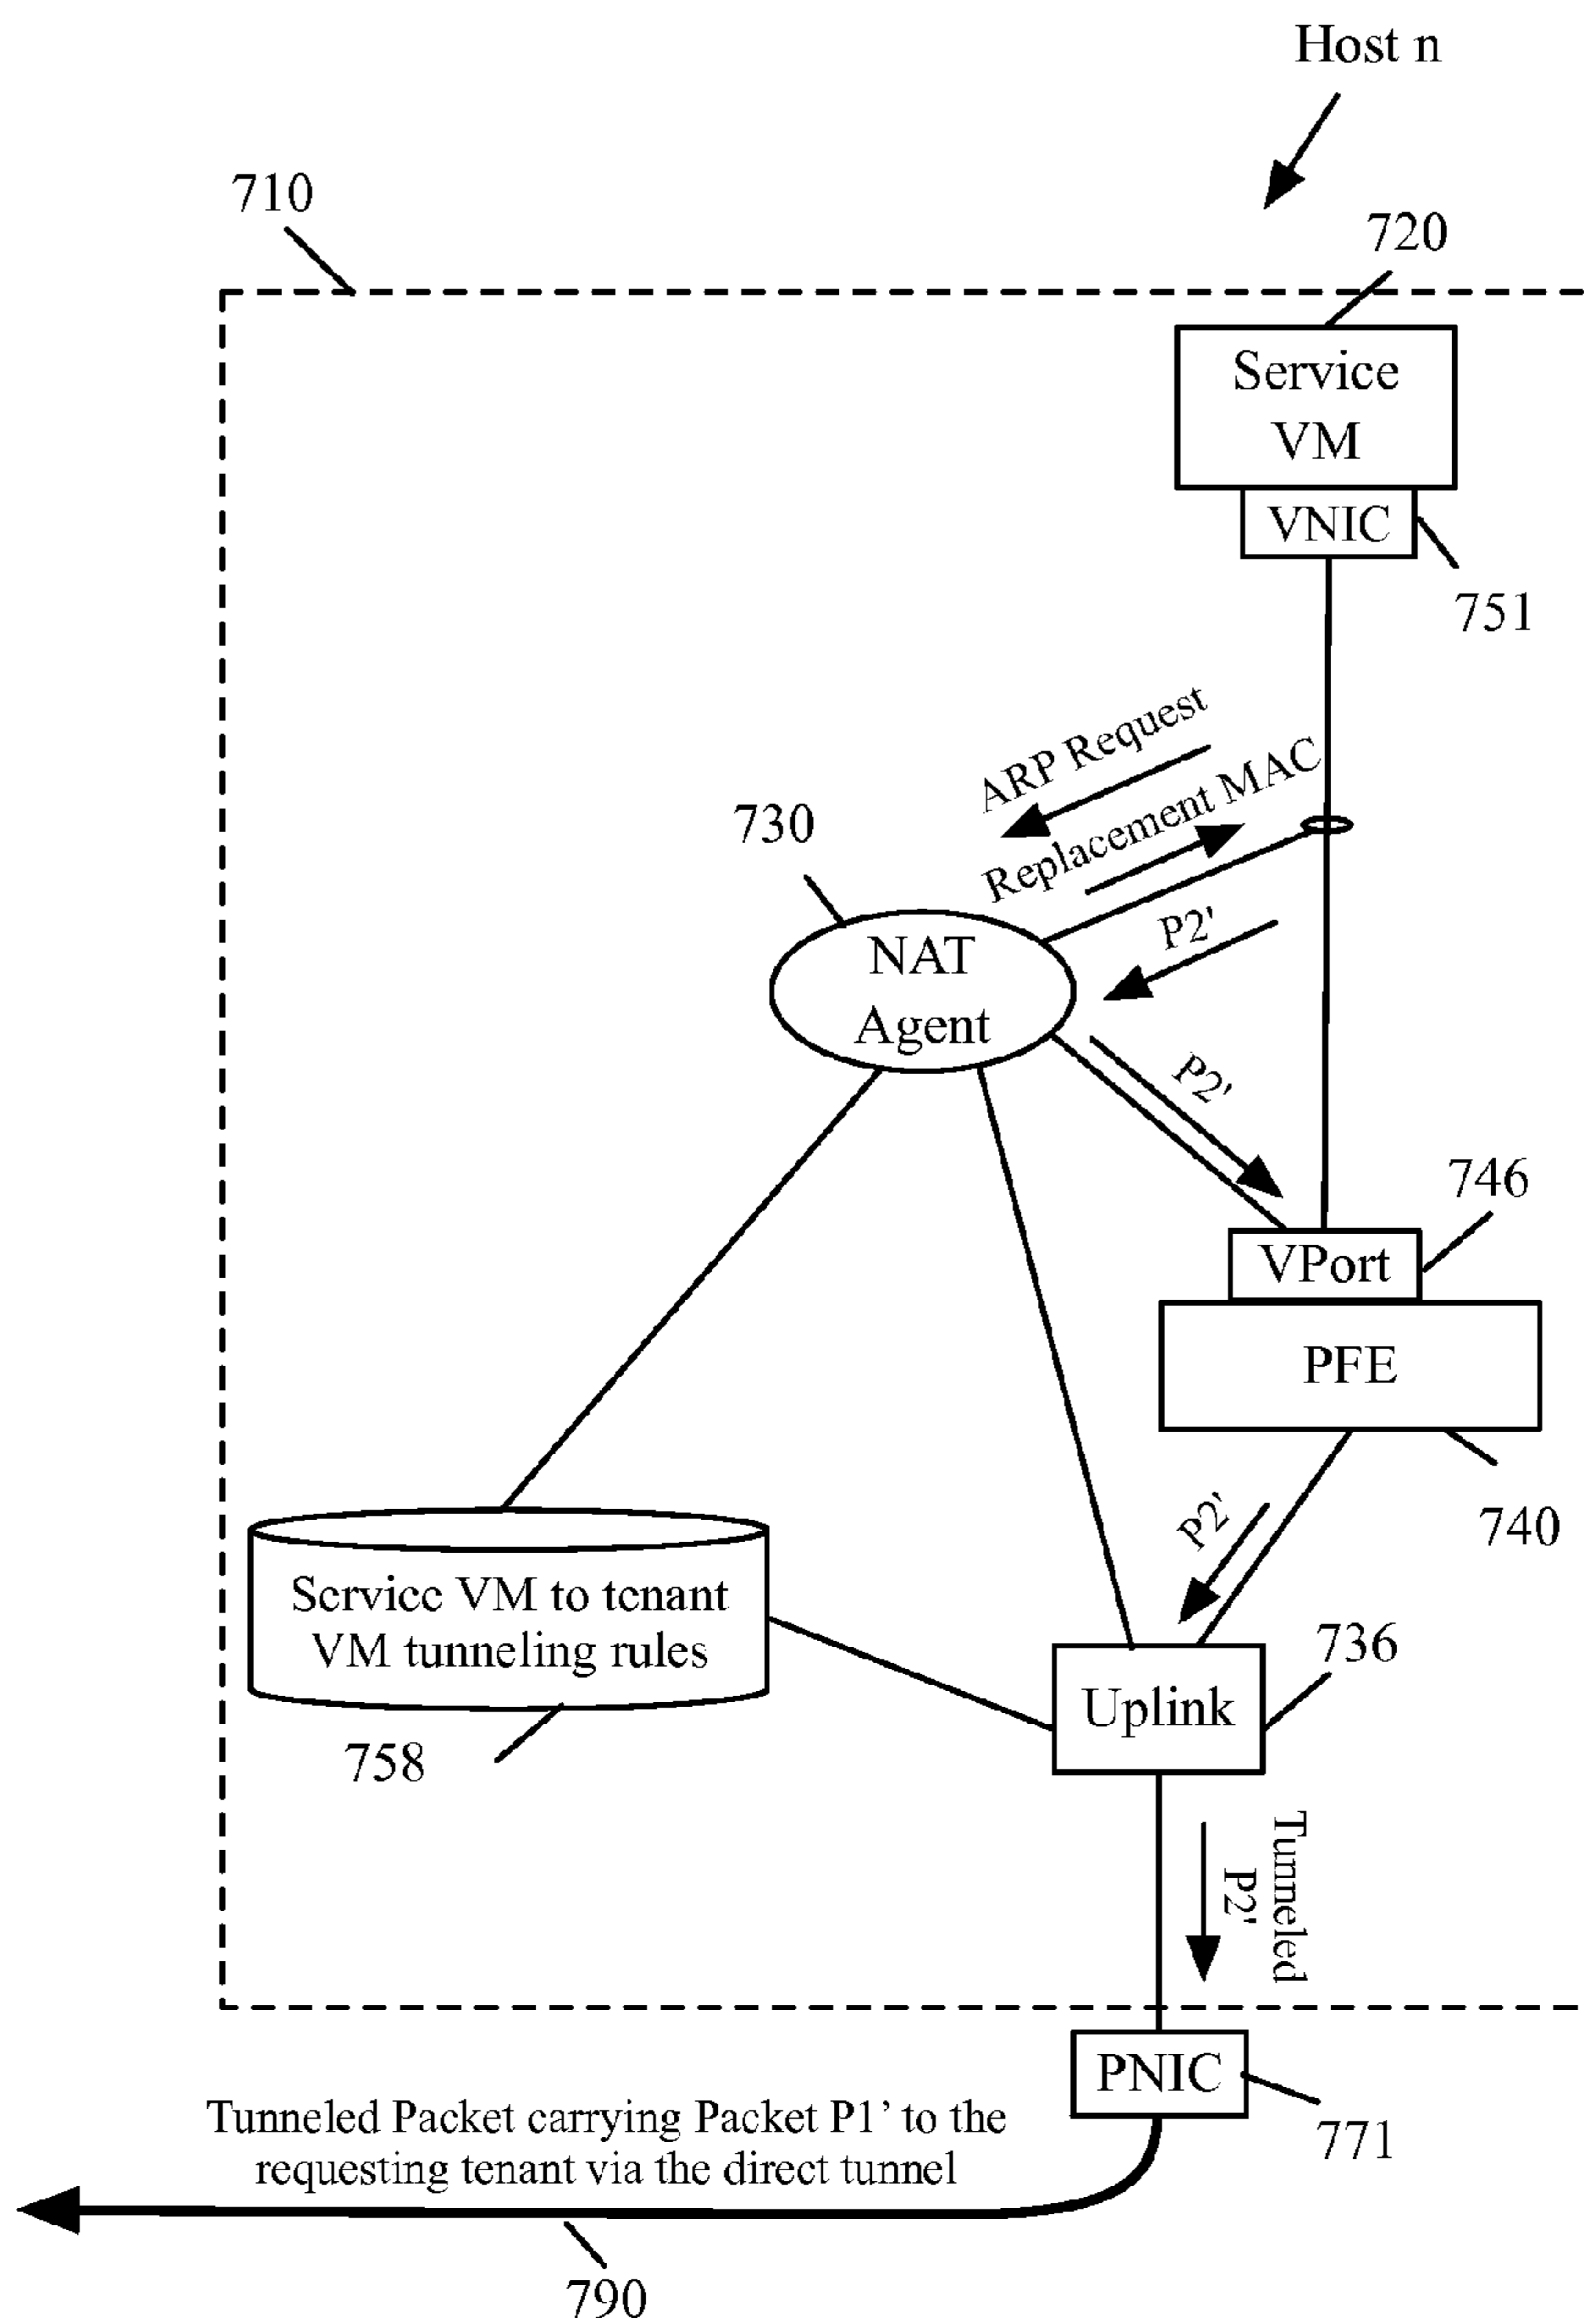 Host n
710
720
Service
VM
VNIC
751
ARP Request
Replacement MAC
730
P2'
NAT
Agent
P2'
746
VPort
PFE
740
P2'
Service VM to tenant
VM tunneling rules
736
Uplink
758
Tunneled
P2'
PNIC
771
Tunneled Packet carrying Packet P1’ to the
requesting tenant via the direct tunnel
790